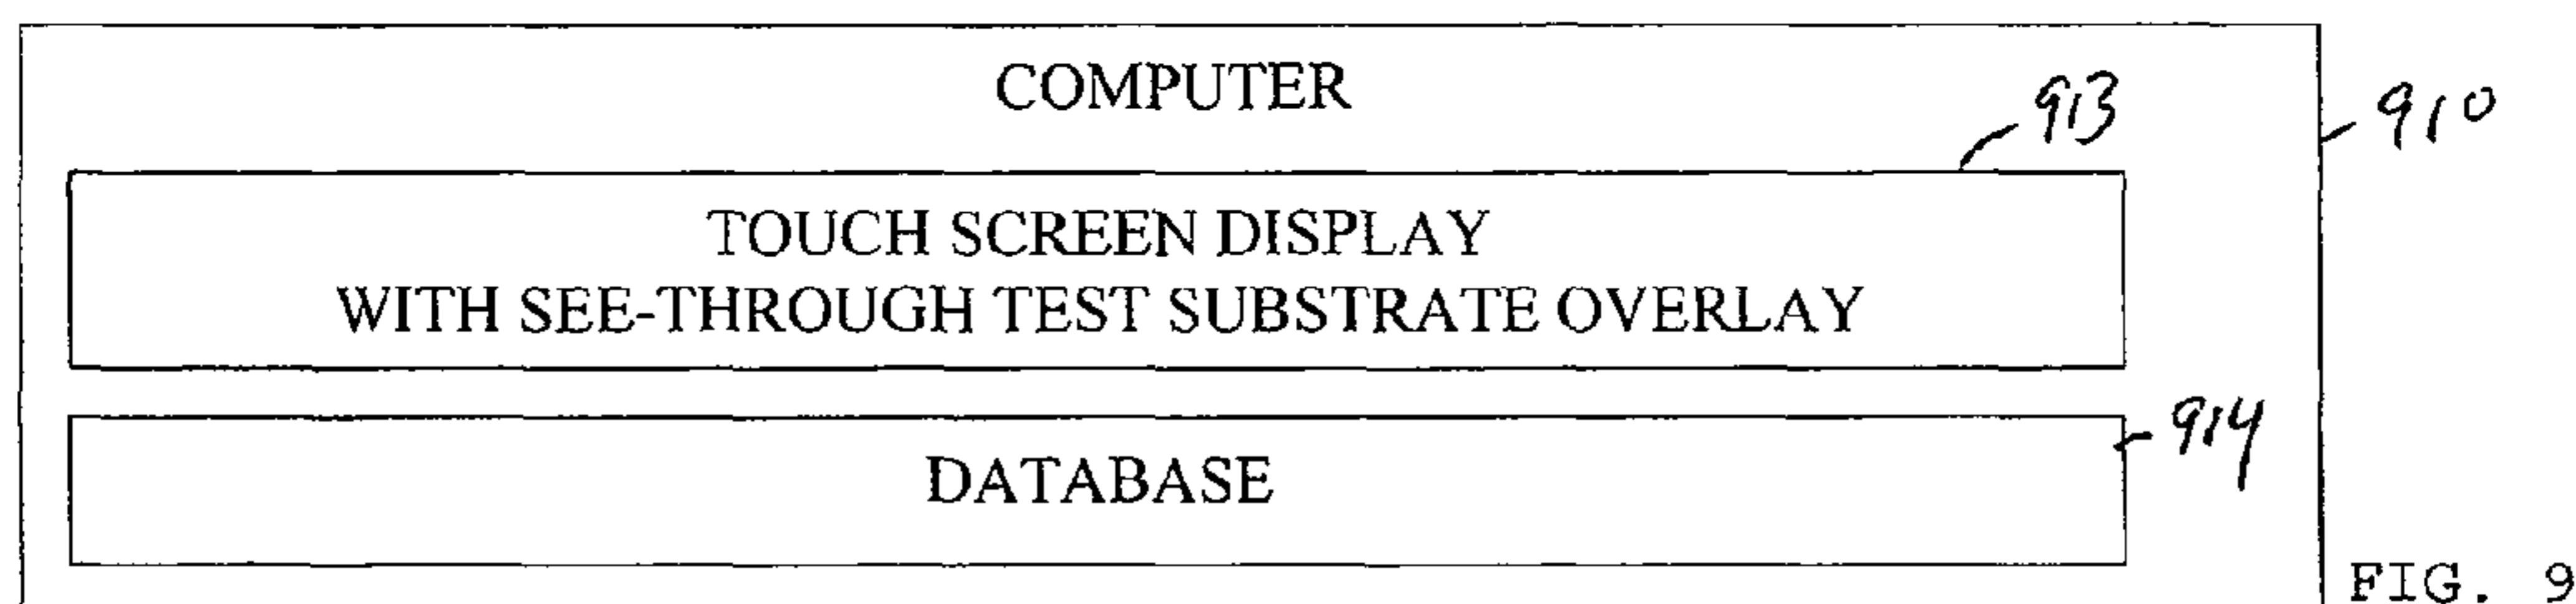 COMPUTER
913
910
TOUCH SCREEN DISPLAY
WITH SEE-THROUGH TEST SUBSTRATE OVERLAY
914
DATABASE
FIG. 9